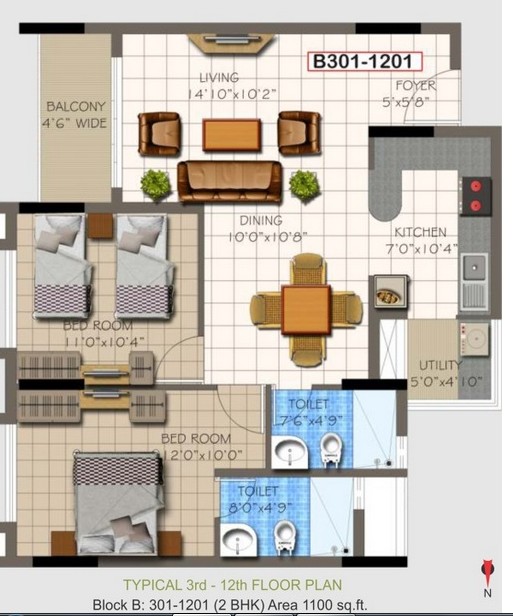 B301-1201
LIVING
14'10"x10'2"
FOYER
5'x5'8"
BALCONY
4'6" WIDE
DINING
10'0"x10'8"
KITCHEN
7'0"x10'4"
BED ROOM
11'0"x10'4"
UTILITY
5'0"x4'10"
TOILET
7'6"x4'9"
BED ROOM
12'0"x10'0"
TOILET
8'0"x4'9"
N
TYPICAL 3rd - 12th FLOOR PLAN
Block B: 301-1201 (2 BHK) Area 1100 sq.ft.